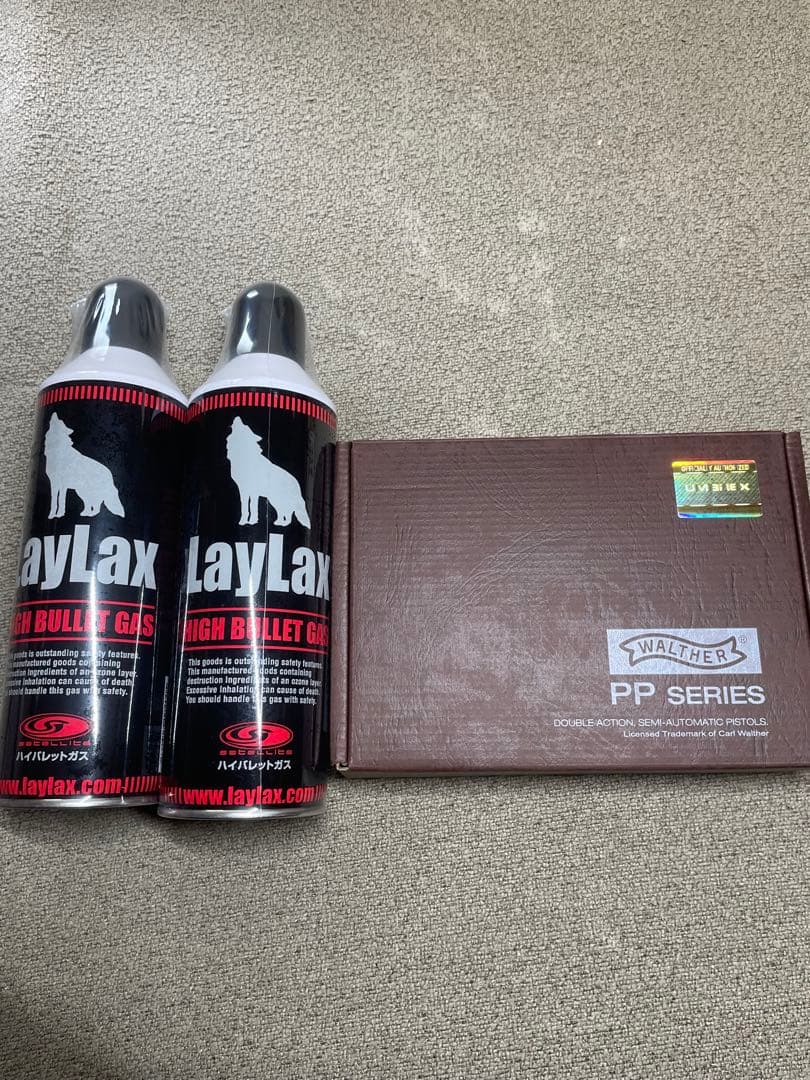 LayLax
HIGH BULLET GAS
goods is outstanding safety features.
manufactured goods containing
destruction ingredients of an ozone layer.
Excessive inhalation can cause of death.
should handle this gas with safety.
satellite
ハイバレットガス
www.laylax.com
LayLax
HIGH BULLET GAS
This goods is outstanding safety features.
This manufactured goods containing
destruction ingredients of an ozone layer.
Excessive inhalation can cause of death.
You should handle this gas with safety.
satellite
ハイバレットガス
www.laylax.com
OFFICIALLY AUTHORIZED
UMAREX
WALTHER®
PP SERIES
DOUBLE-ACTION, SEMI-AUTOMATIC PISTOLS.
Licensed Trademark of Carl Walther